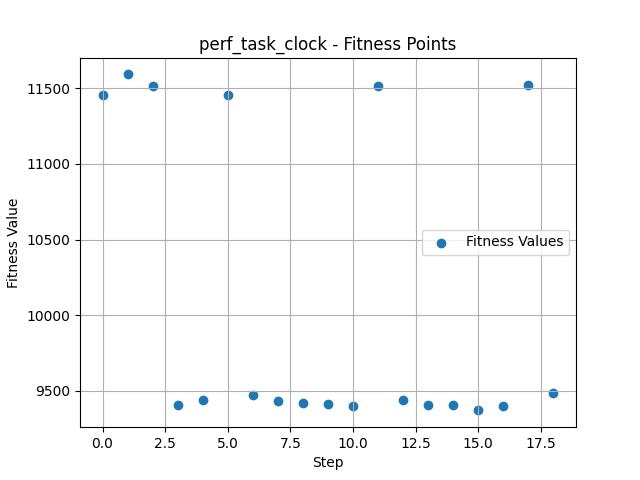 perf_task_clock - Fitness Points
Fitness Value
11500
11000
10500
10000
9500
Fitness Values
0.0 2.5 5.0 7.5 10.0 12.5 15.0 17.5
Step